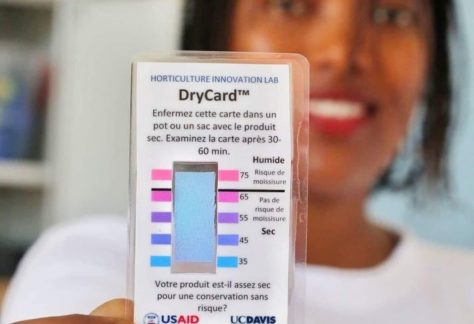 HORTICULTURE INNOVATION LAB
DryCard™
Enfermez cette carte dans un
pot ou un sac avec le produit
sec. Examinez la carte après 30-
60 min.
Humide
75 Risque de
moisissure
65 Pas de
risque de
55 moisissure
Sec
45
35
Votre produit est-il assez sec
pour une conservation sans
risque?
USAID UCDAVIS